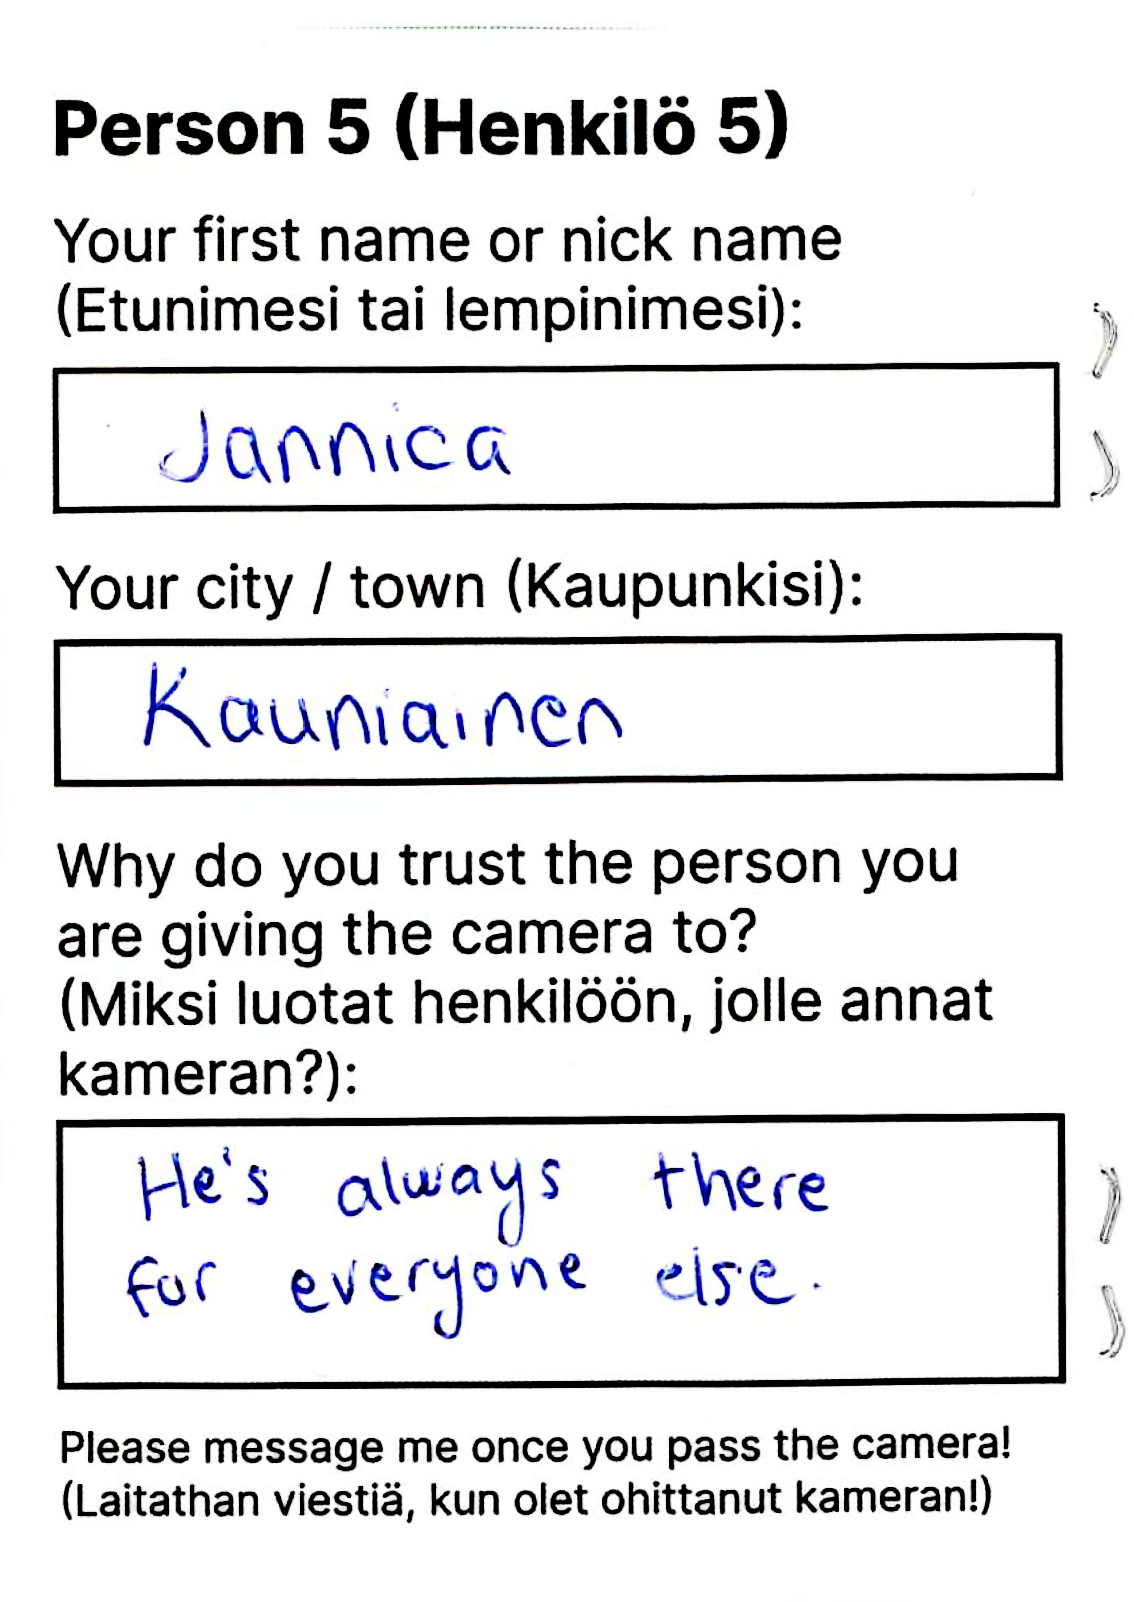 Person 5 (Henkilö 5)
Your first name or nick name
(Etunimesi tai lempinimesi):
Jannica
Your city / town (Kaupunkisi):
Kauniainen
Why do you trust the person you
are giving the camera to?
(Miksi luotat henkilöön, jolle annat
kameran?):
He's always there
for everyone else.
Please message me once you pass the camera!
(Laitathan viestiä, kun olet ohittanut kameran!)